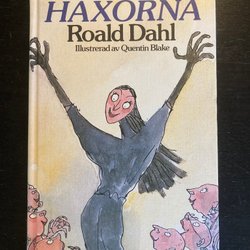 HÄXORNA
Roald Dahl
Illustrerad av Quentin Blake